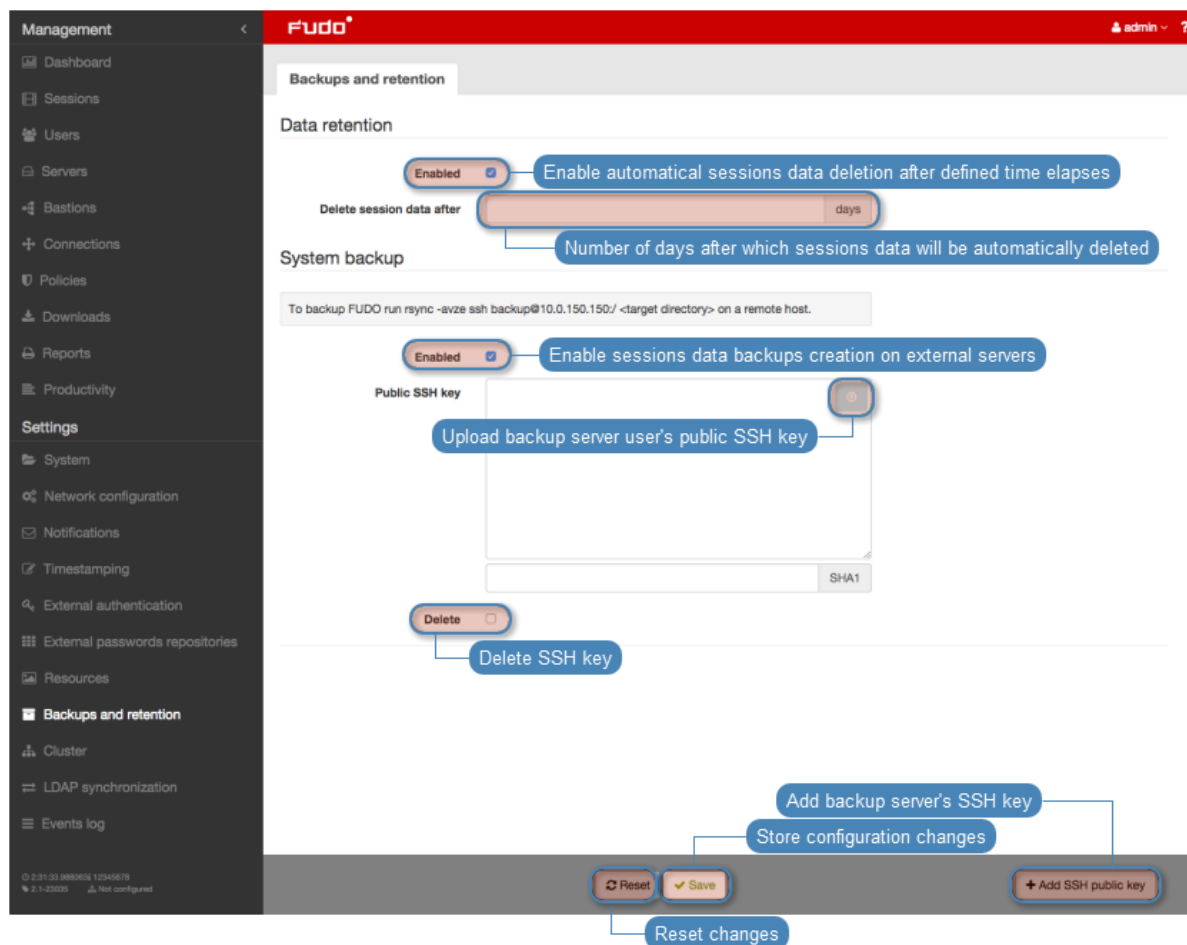 Management
FUDO
admin
?
Dashboard
Sessions
Users
Servers
Bastions
Connections
Policies
Downloads
Reports
Productivity
Settings
System
Network configuration
Notifications
Timestamping
External authentication
External passwords repositories
Resources
Backups and retention
Cluster
LDAP synchronization
Events log
2.1-23035 Not configured
Backups and retention
Data retention
Enabled
Enable automatical sessions data deletion after defined time elapses
Delete session data after
days
Number of days after which sessions data will be automatically deleted
System backup
To backup FUDO run rsync -avze ssh backup@10.0.150.150:/ <target directory> on a remote host.
Enabled
Enable sessions data backups creation on external servers
Public SSH key
Upload backup server user's public SSH key
SHA1
Delete
Delete SSH key
Add backup server's SSH key
Store configuration changes
Reset
Save
Add SSH public key
Reset changes